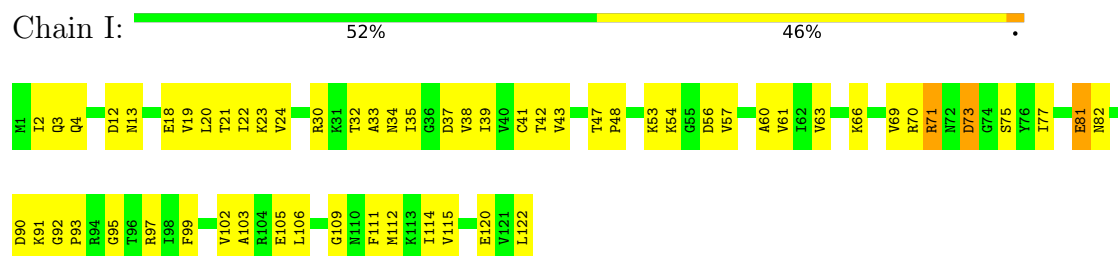 Chain I:
52% 46% •
M1 I2 Q3 Q4 D12 N13 E18 V19 L20 T21 I22 K23 V24 R30 K31 T32 A33 N34 I35 G36 D37 V38 I39 V40 C41 T42 V43 T47 P48 K53 K54 G55 D56 V57 A60 V61 I62 V63 K66 V69 R70 R71 N72 D73 G74 S75 Y76 I77 E81 N82
D90 K91 G92 P93 R94 G95 T96 R97 I98 F99 V102 A103 R104 E105 L106 G109 N110 F111 M112 K113 I114 V115 E120 V121 L122